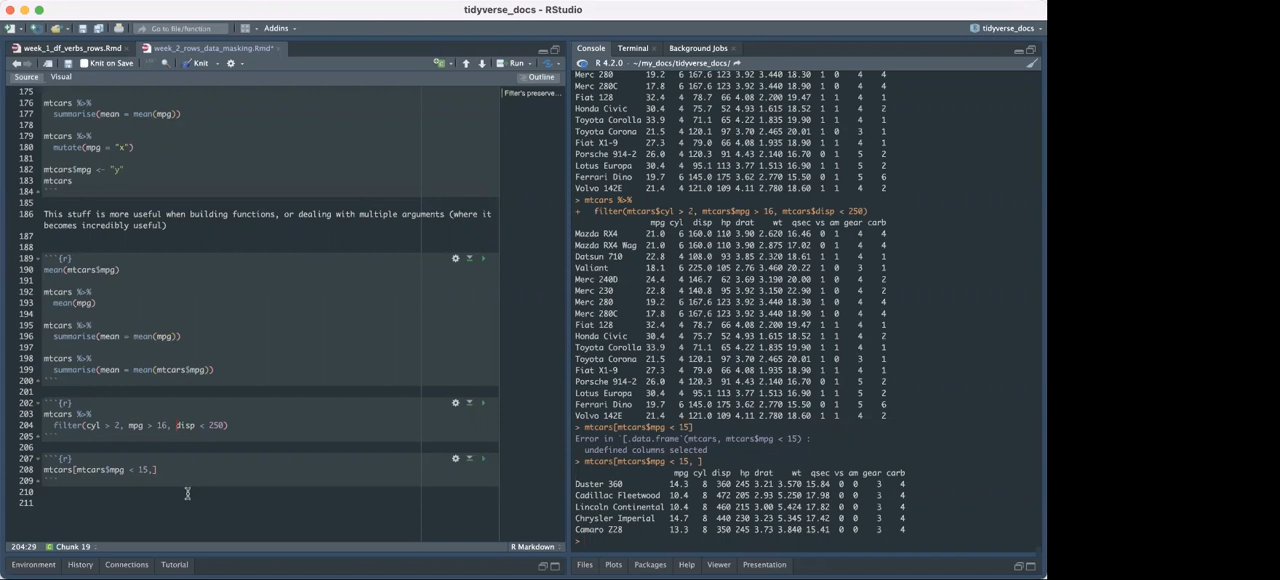 tidyverse_docs - RStudio
Go to file/function
Addins
tidyverse_docs
week_1_df_verbs_rows.Rmd
week_2_rows_data_masking.Rmd*
Knit on Save
Knit
Run
Source
Visual
Outline
Filter's preserve...
175
176 mtcars %>%
177 summarise(mean = mean(mpg))
178
179 mtcars %>%
180 mutate(mpg = "x")
181
182 mtcars$mpg <- "y"
183 mtcars
184 ```
185
186 This stuff is more useful when building functions, or dealing with multiple arguments (where it
becomes incredibly useful)
187
188
189 ```{r}
190 mean(mtcars$mpg)
191
192 mtcars %>%
193 mean(mpg)
194
195 mtcars %>%
196 summarise(mean = mean(mpg))
197
198 mtcars %>%
199 summarise(mean = mean(mtcars$mpg))
200 ```
201
202 ```{r}
203 mtcars %>%
204 filter(cyl > 2, mpg > 16, disp < 250)
205 ```
206
207 ```{r}
208 mtcars[mtcars$mpg < 15,]
209 ```
210
211
204:29
Chunk 19
R Markdown
Environment
History
Connections
Tutorial
Console
Terminal
Background Jobs
R 4.2.0 · ~/my_docs/tidyverse_docs/
Merc 280 19.2 6 167.6 123 3.92 3.440 18.30 1 0 4 4
Merc 280C 17.8 6 167.6 123 3.92 3.440 18.90 1 0 4 4
Fiat 128 32.4 4 78.7 66 4.08 2.200 19.47 1 1 4 1
Honda Civic 30.4 4 75.7 52 4.93 1.615 18.52 1 1 4 2
Toyota Corolla 33.9 4 71.1 65 4.22 1.835 19.90 1 1 4 1
Toyota Corona 21.5 4 120.1 97 3.70 2.465 20.01 1 0 3 1
Fiat X1-9 27.3 4 79.0 66 4.08 1.935 18.90 1 1 4 1
Porsche 914-2 26.0 4 120.3 91 4.43 2.140 16.70 0 1 5 2
Lotus Europa 30.4 4 95.1 113 3.77 1.513 16.90 1 1 5 2
Ferrari Dino 19.7 6 145.0 175 3.62 2.770 15.50 0 1 5 6
Volvo 142E 21.4 4 121.0 109 4.11 2.780 18.60 1 1 4 2
> mtcars %>%
+ filter(mtcars$cyl > 2, mtcars$mpg > 16, mtcars$disp < 250)
mpg cyl disp hp drat wt qsec vs am gear carb
Mazda RX4 21.0 6 160.0 110 3.90 2.620 16.46 0 1 4 4
Mazda RX4 Wag 21.0 6 160.0 110 3.90 2.875 17.02 0 1 4 4
Datsun 710 22.8 4 108.0 93 3.85 2.320 18.61 1 1 4 1
Valiant 18.1 6 225.0 105 2.76 3.460 20.22 1 0 3 1
Merc 240D 24.4 4 146.7 62 3.69 3.190 20.00 1 0 4 2
Merc 230 22.8 4 140.8 95 3.92 3.150 22.90 1 0 4 2
Merc 280 19.2 6 167.6 123 3.92 3.440 18.30 1 0 4 4
Merc 280C 17.8 6 167.6 123 3.92 3.440 18.90 1 0 4 4
Fiat 128 32.4 4 78.7 66 4.08 2.200 19.47 1 1 4 1
Honda Civic 30.4 4 75.7 52 4.93 1.615 18.52 1 1 4 2
Toyota Corolla 33.9 4 71.1 65 4.22 1.835 19.90 1 1 4 1
Toyota Corona 21.5 4 120.1 97 3.70 2.465 20.01 1 0 3 1
Fiat X1-9 27.3 4 79.0 66 4.08 1.935 18.90 1 1 4 1
Porsche 914-2 26.0 4 120.3 91 4.43 2.140 16.70 0 1 5 2
Lotus Europa 30.4 4 95.1 113 3.77 1.513 16.90 1 1 5 2
Ferrari Dino 19.7 6 145.0 175 3.62 2.770 15.50 0 1 5 6
Volvo 142E 21.4 4 121.0 109 4.11 2.780 18.60 1 1 4 2
> mtcars[mtcars$mpg < 15]
Error in `[.data.frame`(mtcars, mtcars$mpg < 15) :
undefined columns selected
> mtcars[mtcars$mpg < 15, ]
mpg cyl disp hp drat wt qsec vs am gear carb
Duster 360 14.3 8 360 245 3.21 3.570 15.84 0 0 3 4
Cadillac Fleetwood 10.4 8 472 205 2.93 5.250 17.98 0 0 3 4
Lincoln Continental 10.4 8 460 215 3.00 5.424 17.82 0 0 3 4
Chrysler Imperial 14.7 8 440 230 3.23 5.345 17.42 0 0 3 4
Camaro Z28 13.3 8 350 245 3.73 3.840 15.41 0 0 3 4
>
Files
Plots
Packages
Help
Viewer
Presentation